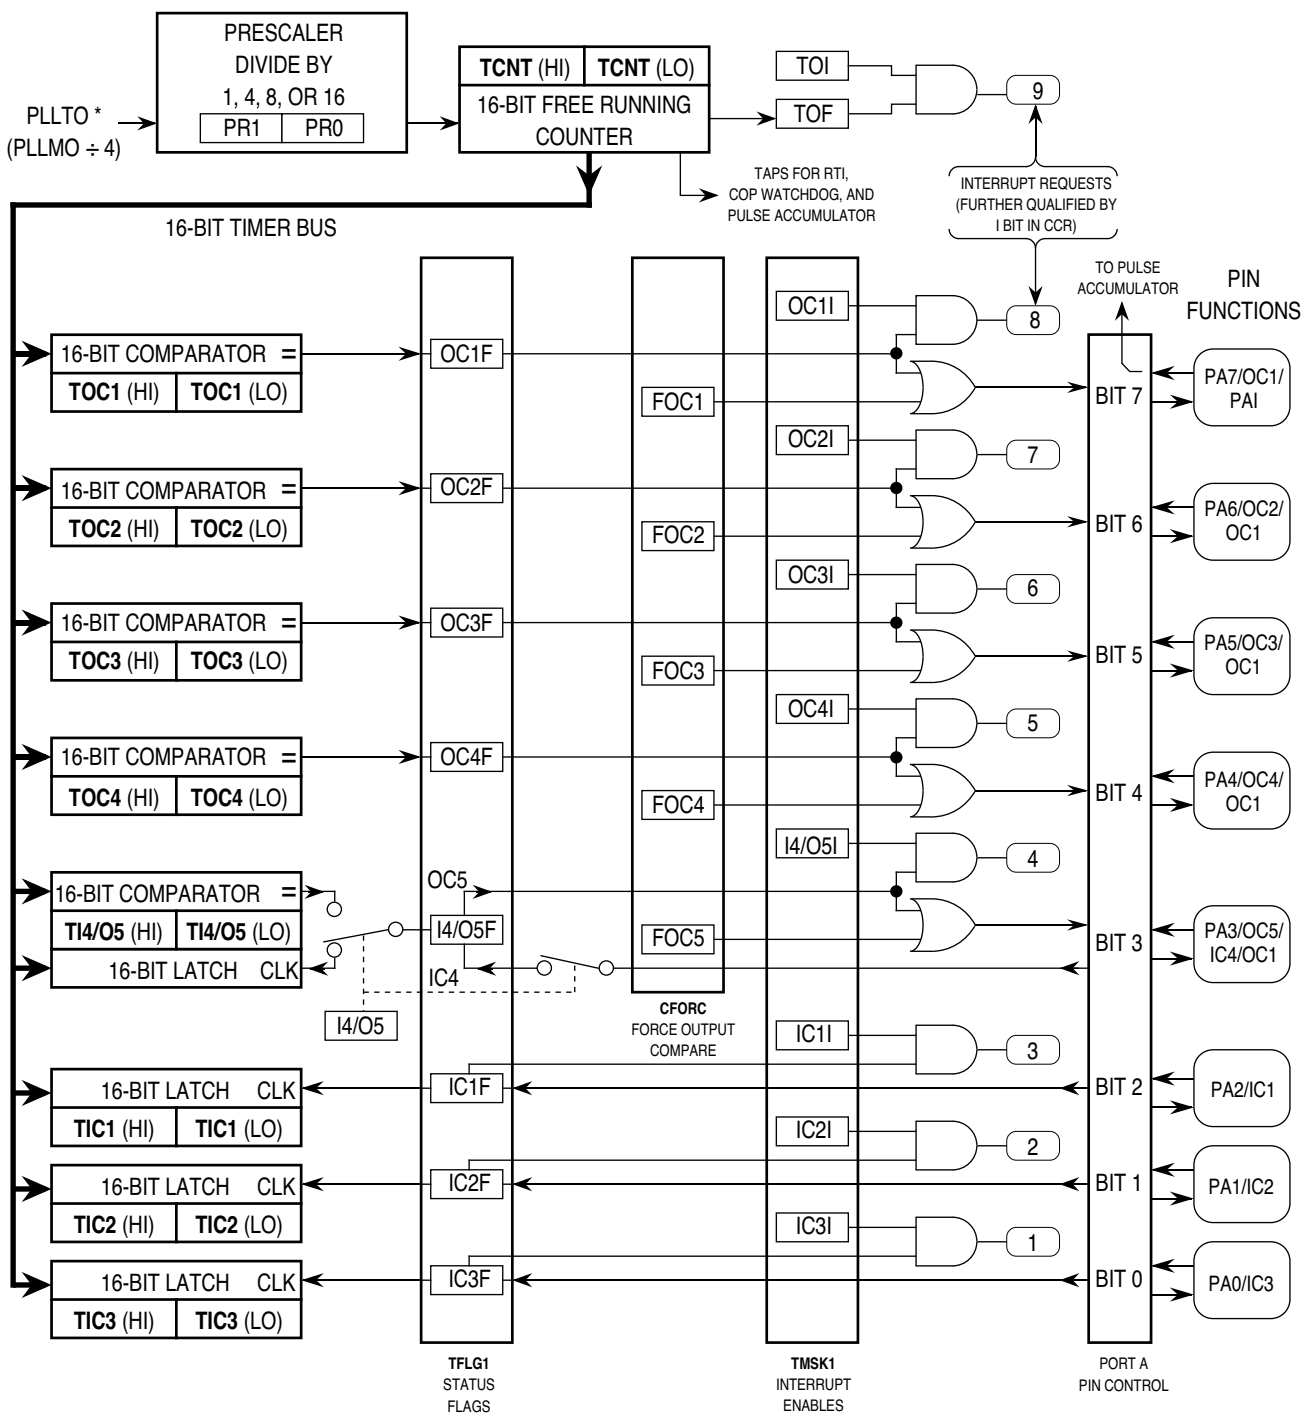 PRESCALER
DIVIDE BY
1, 4, 8, OR 16
PR1 PR0
PLLTO *
(PLLMO ÷ 4)
TCNT (HI) TCNT (LO)
16-BIT FREE RUNNING
COUNTER
TOI
TOF
9
TAPS FOR RTI,
COP WATCHDOG, AND
PULSE ACCUMULATOR
INTERRUPT REQUESTS
(FURTHER QUALIFIED BY
I BIT IN CCR)
16-BIT TIMER BUS
TO PULSE
ACCUMULATOR
PIN
FUNCTIONS
OC1I
8
16-BIT COMPARATOR =
TOC1 (HI) TOC1 (LO)
OC1F
FOC1
BIT 7
PA7/OC1/
PAI
OC2I
7
16-BIT COMPARATOR =
TOC2 (HI) TOC2 (LO)
OC2F
FOC2
BIT 6
PA6/OC2/
OC1
OC3I
6
16-BIT COMPARATOR =
TOC3 (HI) TOC3 (LO)
OC3F
FOC3
BIT 5
PA5/OC3/
OC1
OC4I
5
16-BIT COMPARATOR =
TOC4 (HI) TOC4 (LO)
OC4F
FOC4
BIT 4
PA4/OC4/
OC1
I4/O5I
4
16-BIT COMPARATOR =
TI4/O5 (HI) TI4/O5 (LO)
16-BIT LATCH CLK
OC5
I4/O5F
IC4
FOC5
BIT 3
PA3/OC5/
IC4/OC1
I4/O5
CFORC
FORCE OUTPUT
COMPARE
IC1I
3
16-BIT LATCH CLK
TIC1 (HI) TIC1 (LO)
IC1F
BIT 2
PA2/IC1
IC2I
2
16-BIT LATCH CLK
TIC2 (HI) TIC2 (LO)
IC2F
BIT 1
PA1/IC2
IC3I
1
16-BIT LATCH CLK
TIC3 (HI) TIC3 (LO)
IC3F
BIT 0
PA0/IC3
TFLG1
STATUS
FLAGS
TMSK1
INTERRUPT
ENABLES
PORT A
PIN CONTROL